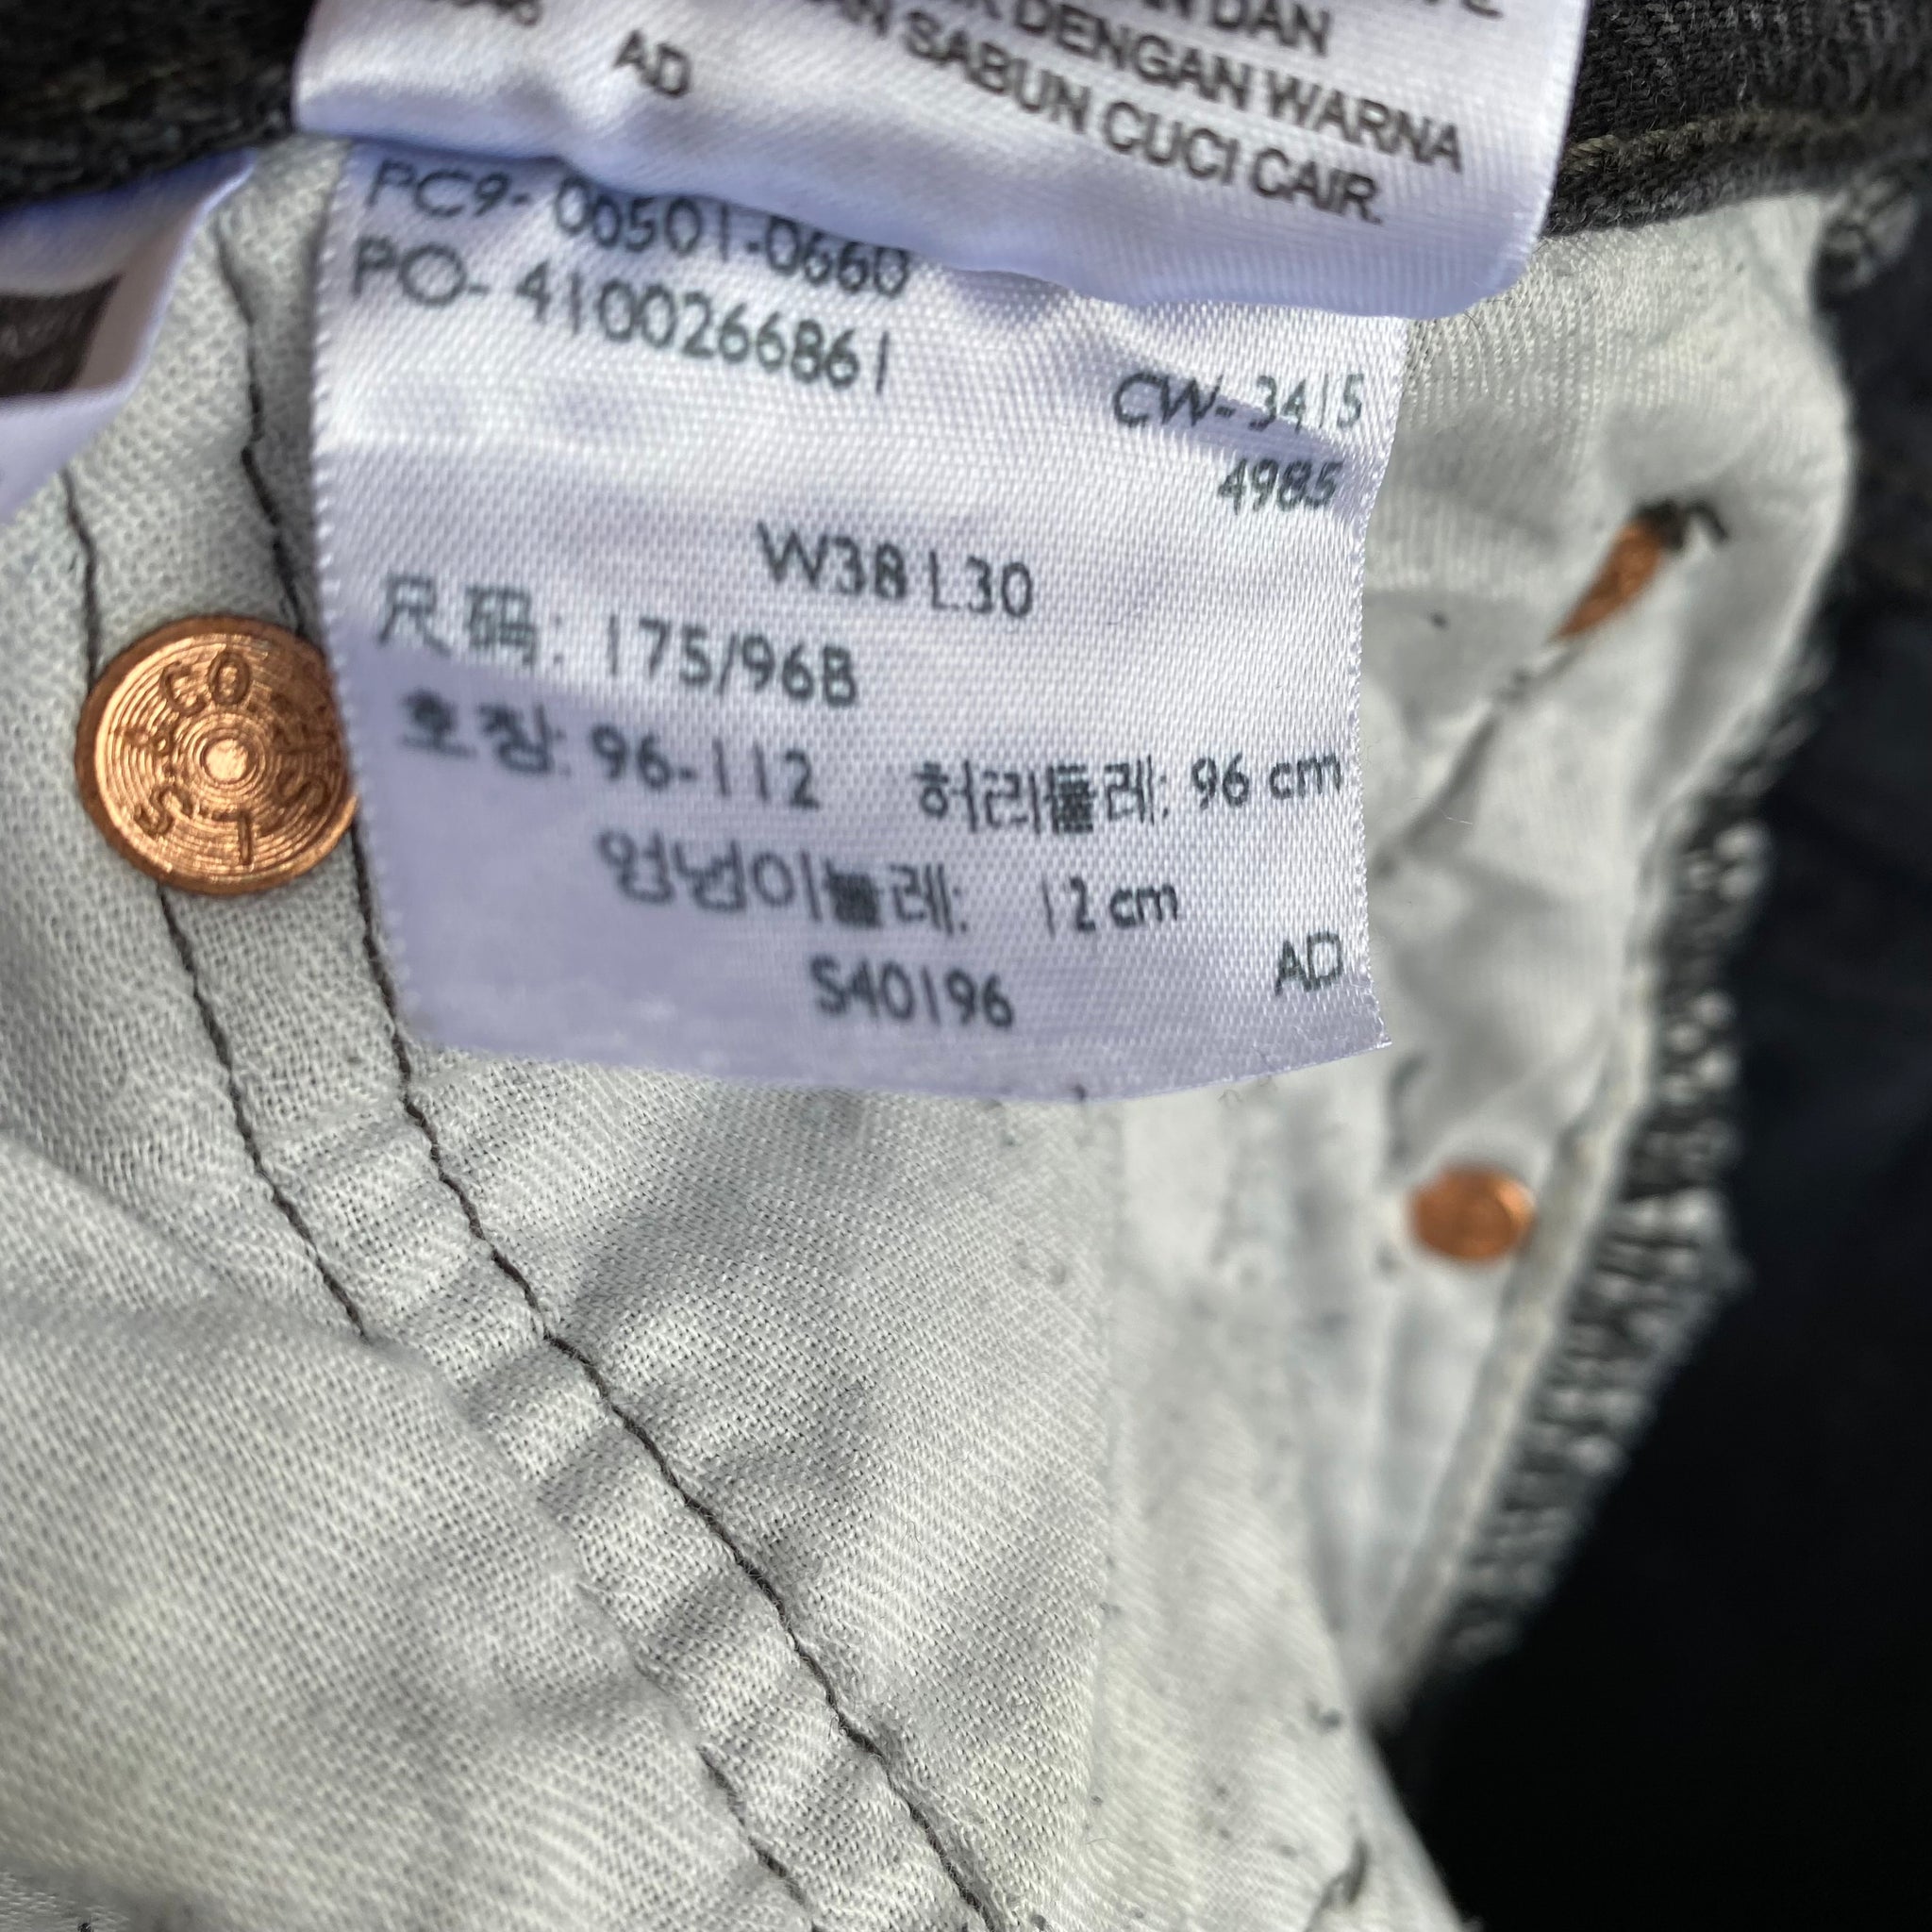 AD
DAN
DENGAN WARNA
SABUN CUCI CAIR.
PC9- 00501-0660
PO- 4100266861
CW-3415
4985
W38 L30
尺码: 175/96B
호칭: 96-112 허리둘레: 96 cm
엉덩이둘레: 112 cm
S40196
AD
L.S. & CO.